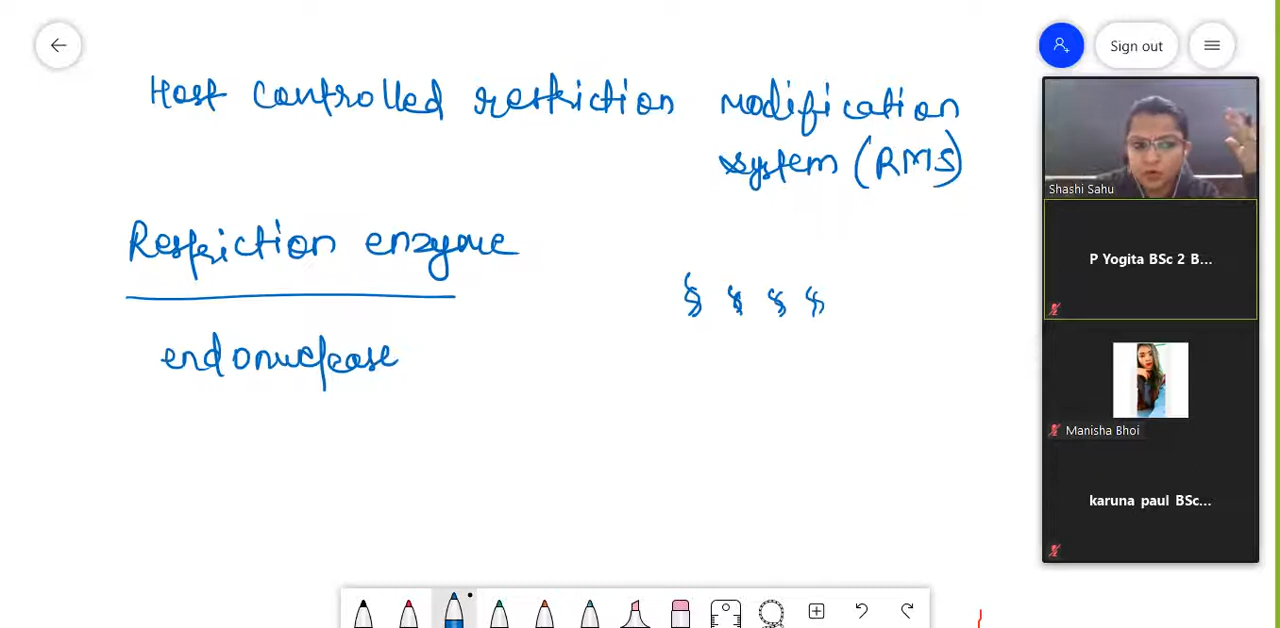 Sign out
Host controlled restriction modification
system (RMS)
Restriction enzyme
endonuclease
Shashi Sahu
P Yogita BSc 2 B...
Manisha Bhoi
karuna paul BSc...